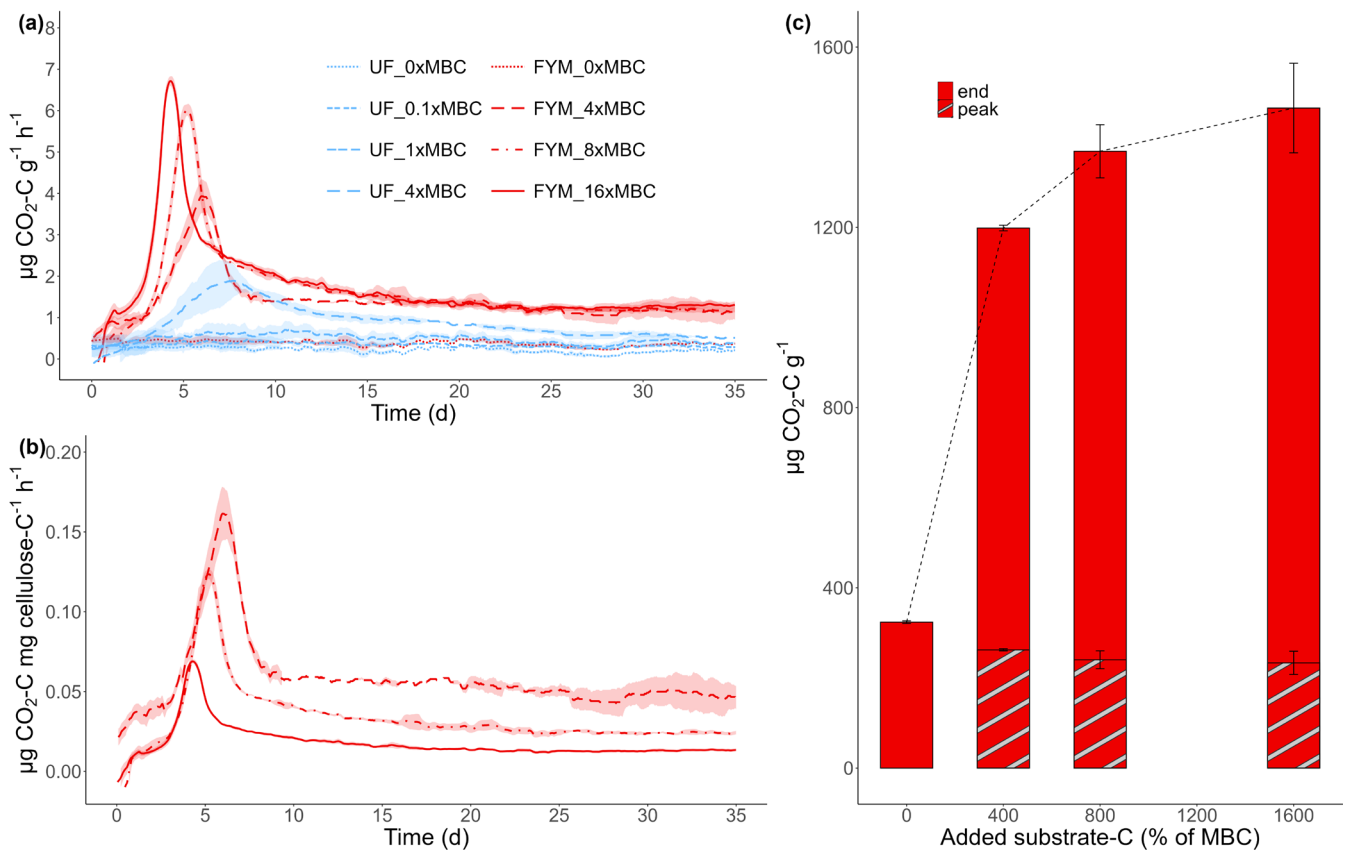 (a)
µg CO₂-C g⁻¹ h⁻¹
8
7
6
5
4
3
2
1
0
UF_0xMBC
UF_0.1xMBC
UF_1xMBC
UF_4xMBC
FYM_0xMBC
FYM_4xMBC
FYM_8xMBC
FYM_16xMBC
0 5 10 15 20 25 30 35
Time (d)
(b)
µg CO₂-C mg cellulose-C⁻¹ h⁻¹
0.20
0.15
0.10
0.05
0.00
0 5 10 15 20 25 30 35
Time (d)
(c)
µg CO₂-C g⁻¹
1600
1200
800
400
0
end
peak
0 400 800 1200 1600
Added substrate-C (% of MBC)